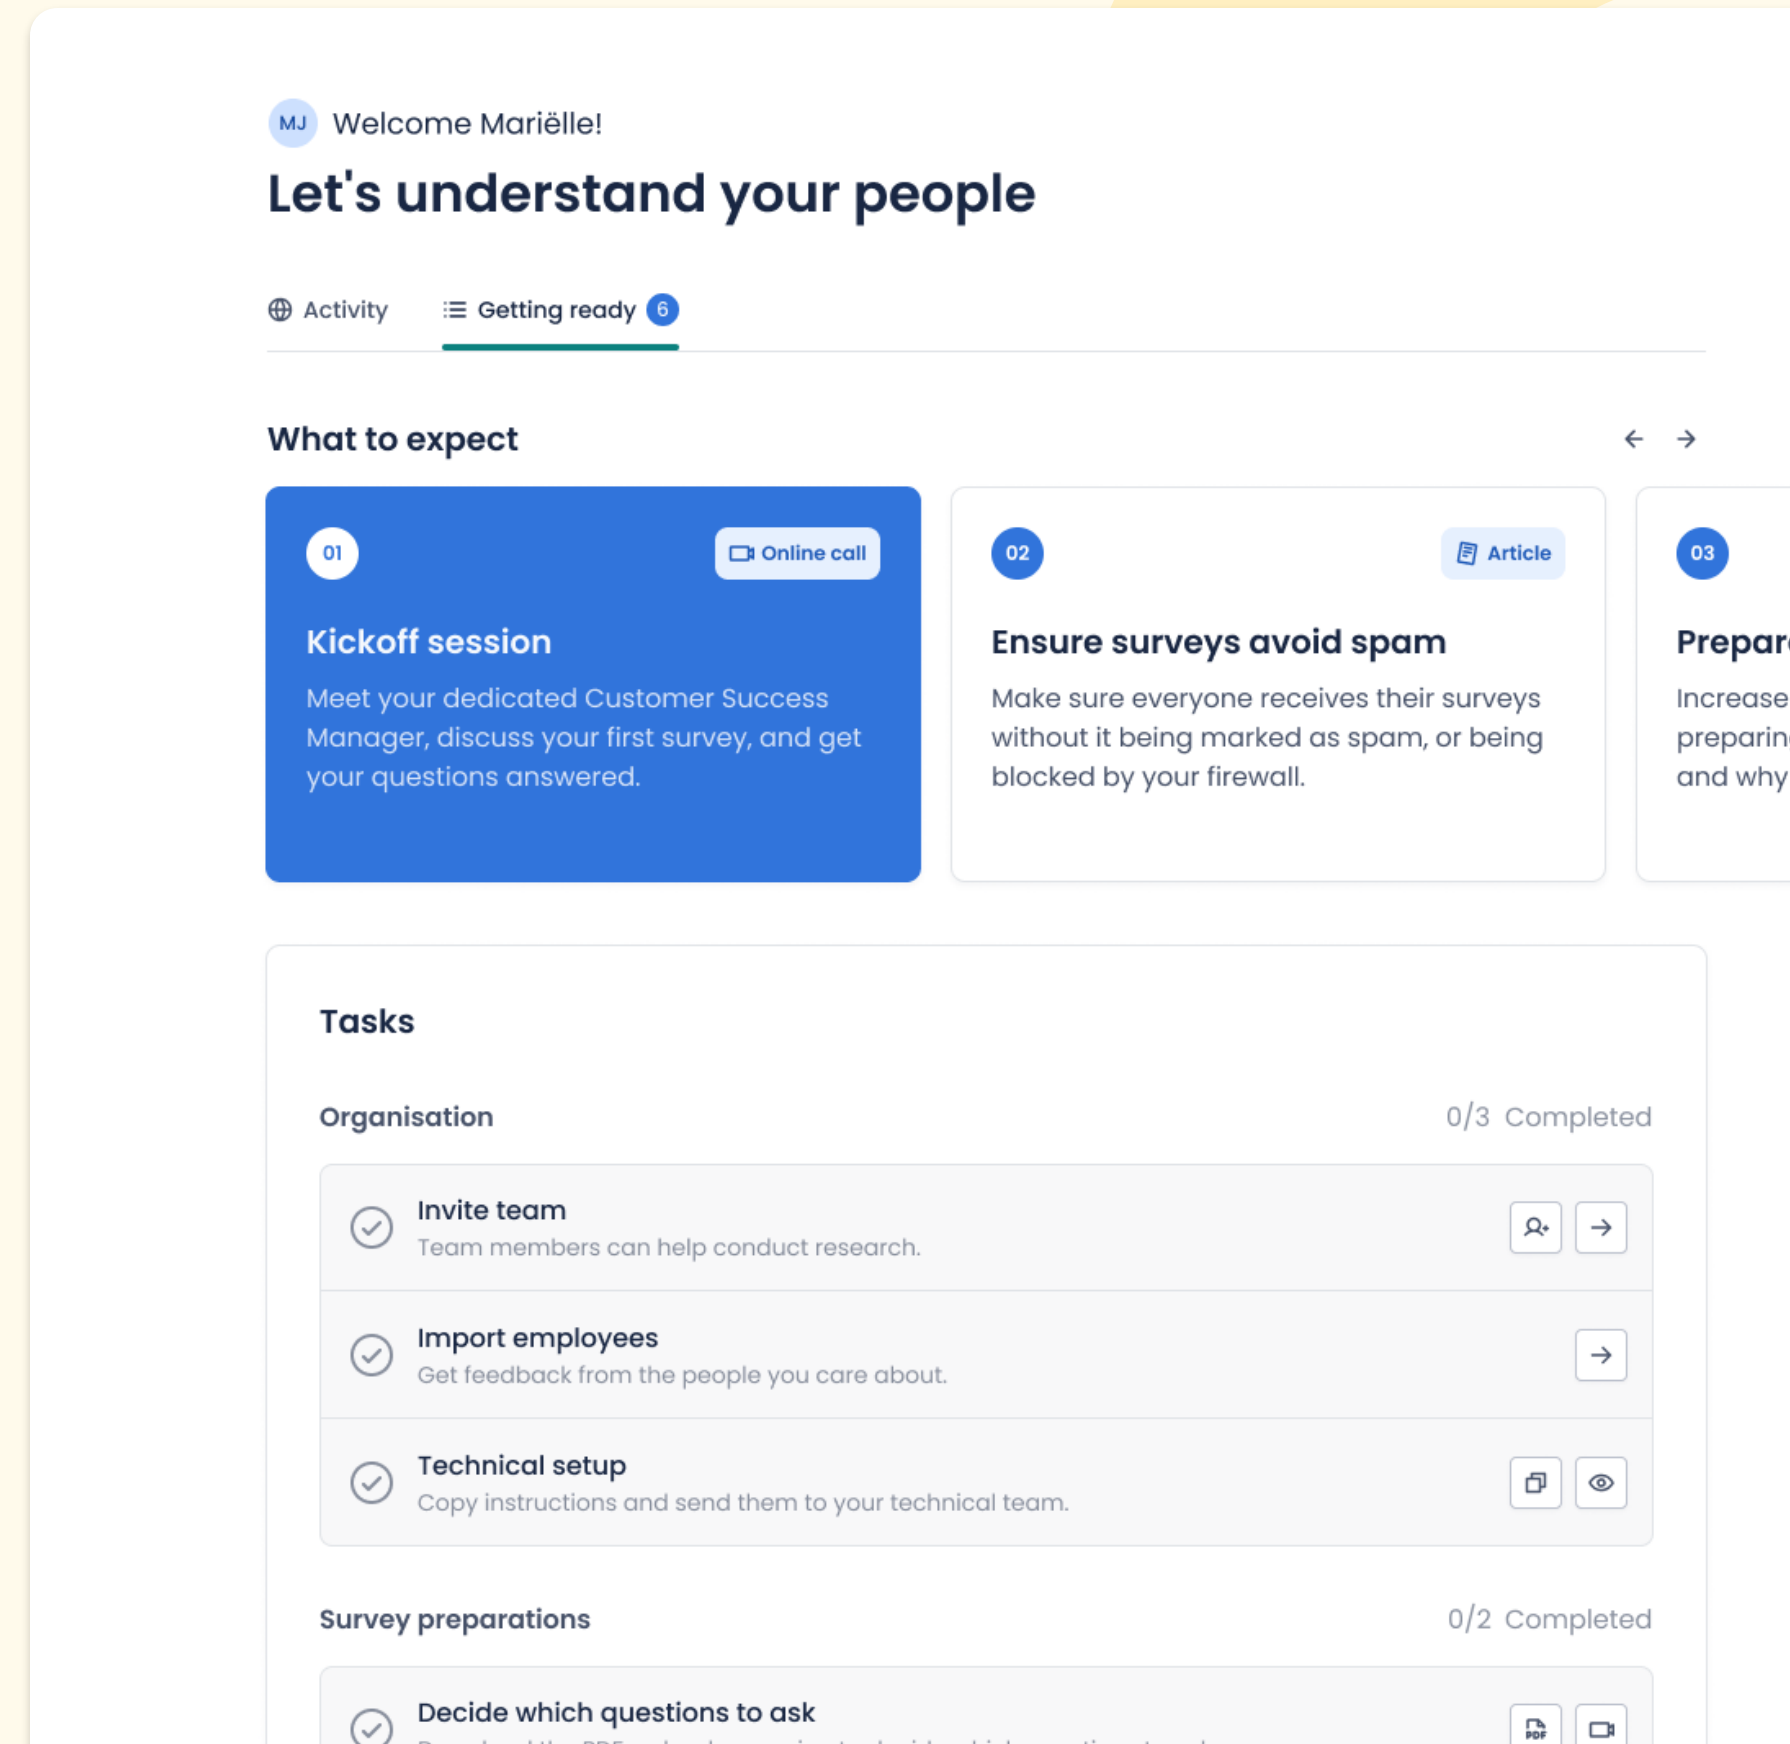 MJ Welcome Mariëlle!
Let's understand your people
Activity Getting ready 6
What to expect
01 Online call
Kickoff session
Meet your dedicated Customer Success
Manager, discuss your first survey, and get
your questions answered.
02 Article
Ensure surveys avoid spam
Make sure everyone receives their surveys
without it being marked as spam, or being
blocked by your firewall.
03
Increase
and why
Tasks
Organisation 0/3 Completed
Invite team
Team members can help conduct research.
Import employees
Get feedback from the people you care about.
Technical setup
Copy instructions and send them to your technical team.
Survey preparations 0/2 Completed
Decide which questions to ask
PDF